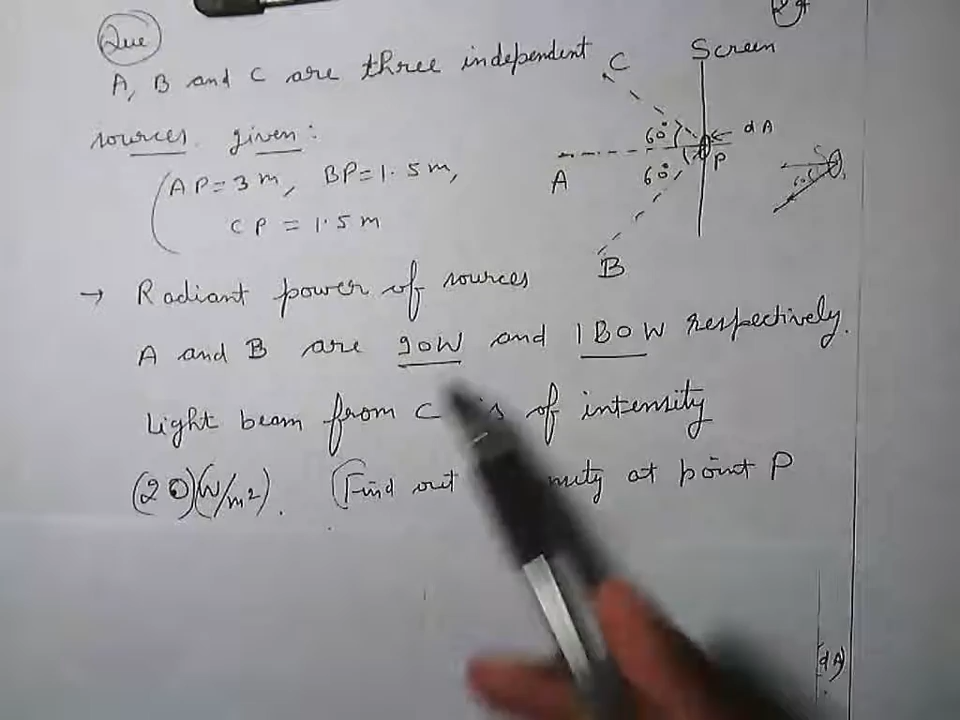 Que
A, B and C are three independent
sources. given:
AP = 3 m, BP = 1.5 m,
CP = 1.5 m
→ Radiant power of sources
A and B are 90W and 180W respectively.
Light beam from C is of intensity
(20)(W/m2). Find out at point P
Screen
C
60°
dA
P
A
60°
B
60°
dA